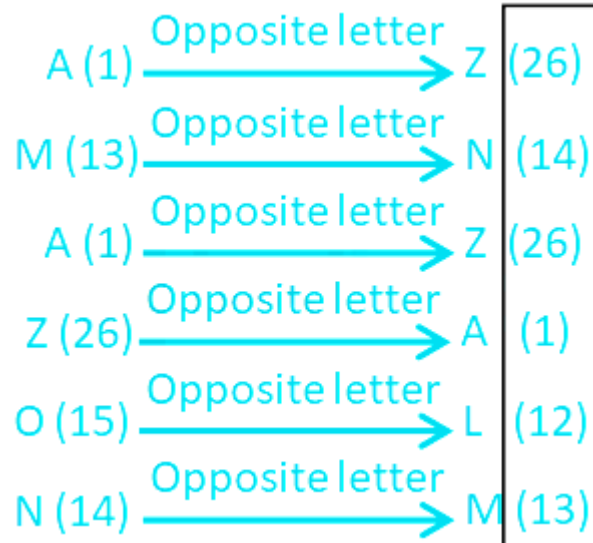 Opposite letter
A (1) Z (26)
Opposite letter
M (13) N (14)
Opposite letter
A (1) Z (26)
Opposite letter
Z (26) A (1)
Opposite letter
O (15) L (12)
Opposite letter
N (14) M (13)